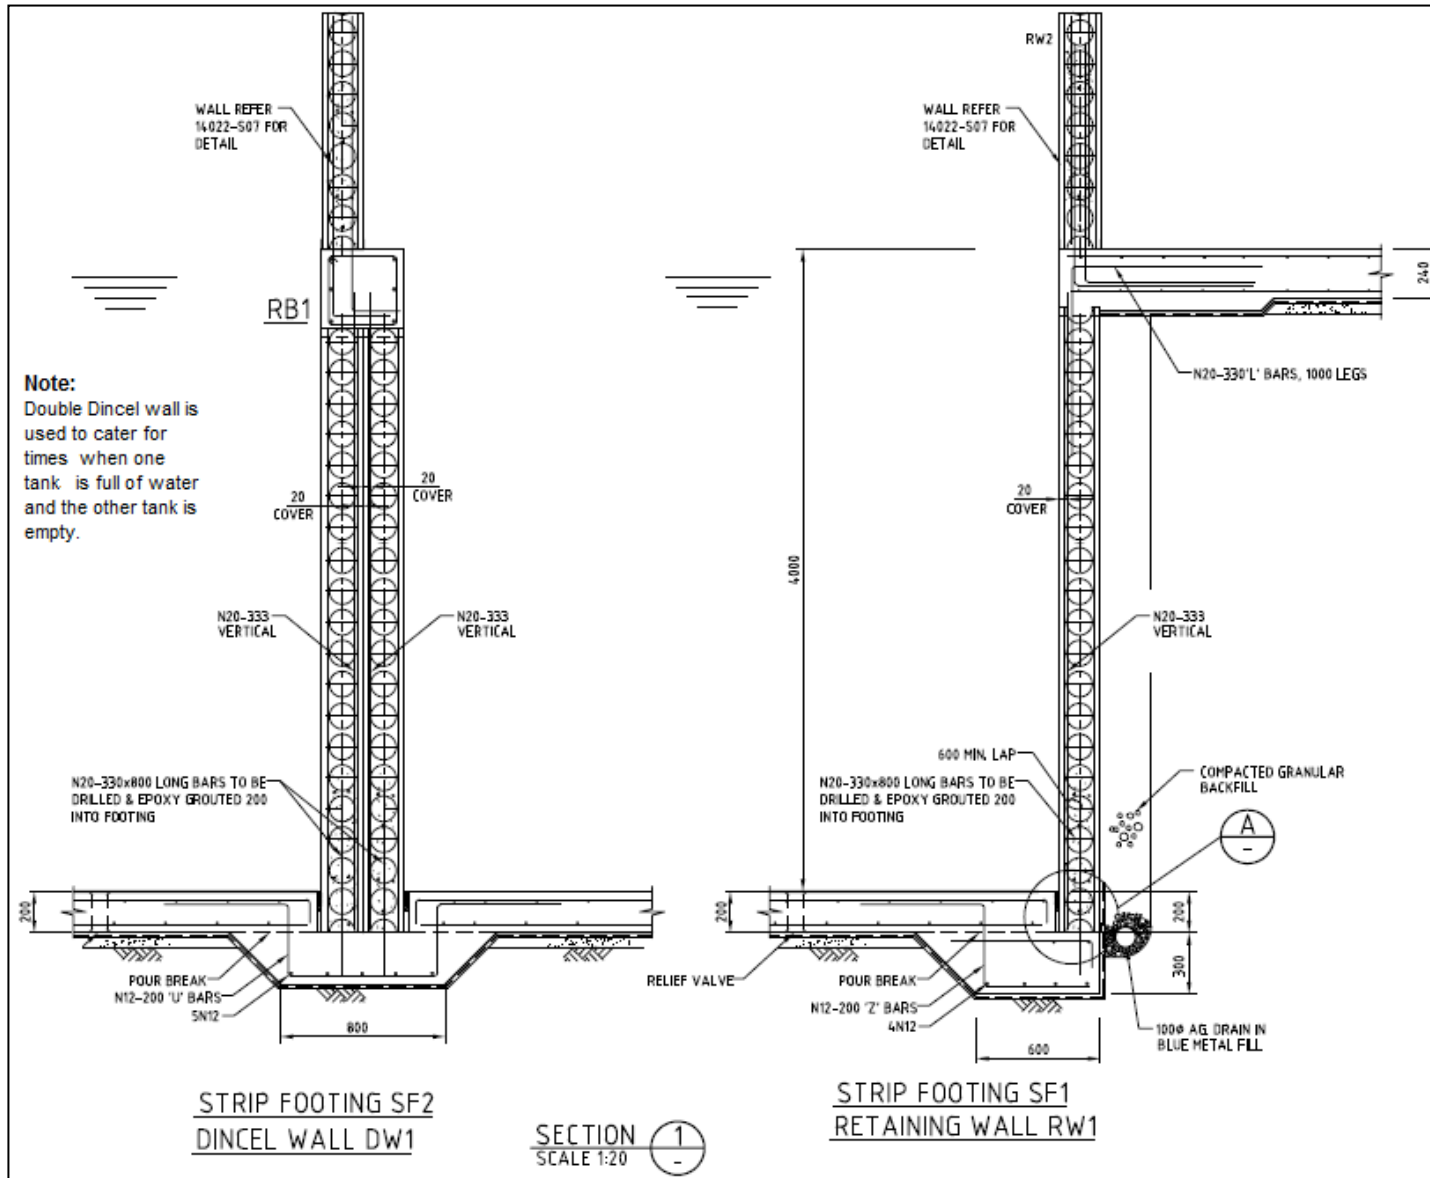 RW2
WALL REFER
14022-S07 FOR
DETAIL
WALL REFER
14022-S07 FOR
DETAIL
240
RB1
N20-330'L' BARS, 1000 LEGS
Note:
Double Dincel wall is
used to cater for
times when one
tank is full of water
and the other tank is
empty.
20
COVER
20
COVER
20
COVER
4000
N20-333
VERTICAL
N20-333
VERTICAL
N20-333
VERTICAL
600 MIN. LAP
N20-330x800 LONG BARS TO BE
DRILLED & EPOXY GROUTED 200
INTO FOOTING
N20-330x800 LONG BARS TO BE
DRILLED & EPOXY GROUTED 200
INTO FOOTING
COMPACTED GRANULAR
BACKFILL
A
-
200
200
200
300
POUR BREAK
N12-200 'U' BARS
5N12
800
RELIEF VALVE
POUR BREAK
N12-200 'Z' BARS
4N12
600
100ø AG. DRAIN IN
BLUE METAL FILL
STRIP FOOTING SF2
DINCEL WALL DW1
SECTION
SCALE 1:20
1
-
STRIP FOOTING SF1
RETAINING WALL RW1